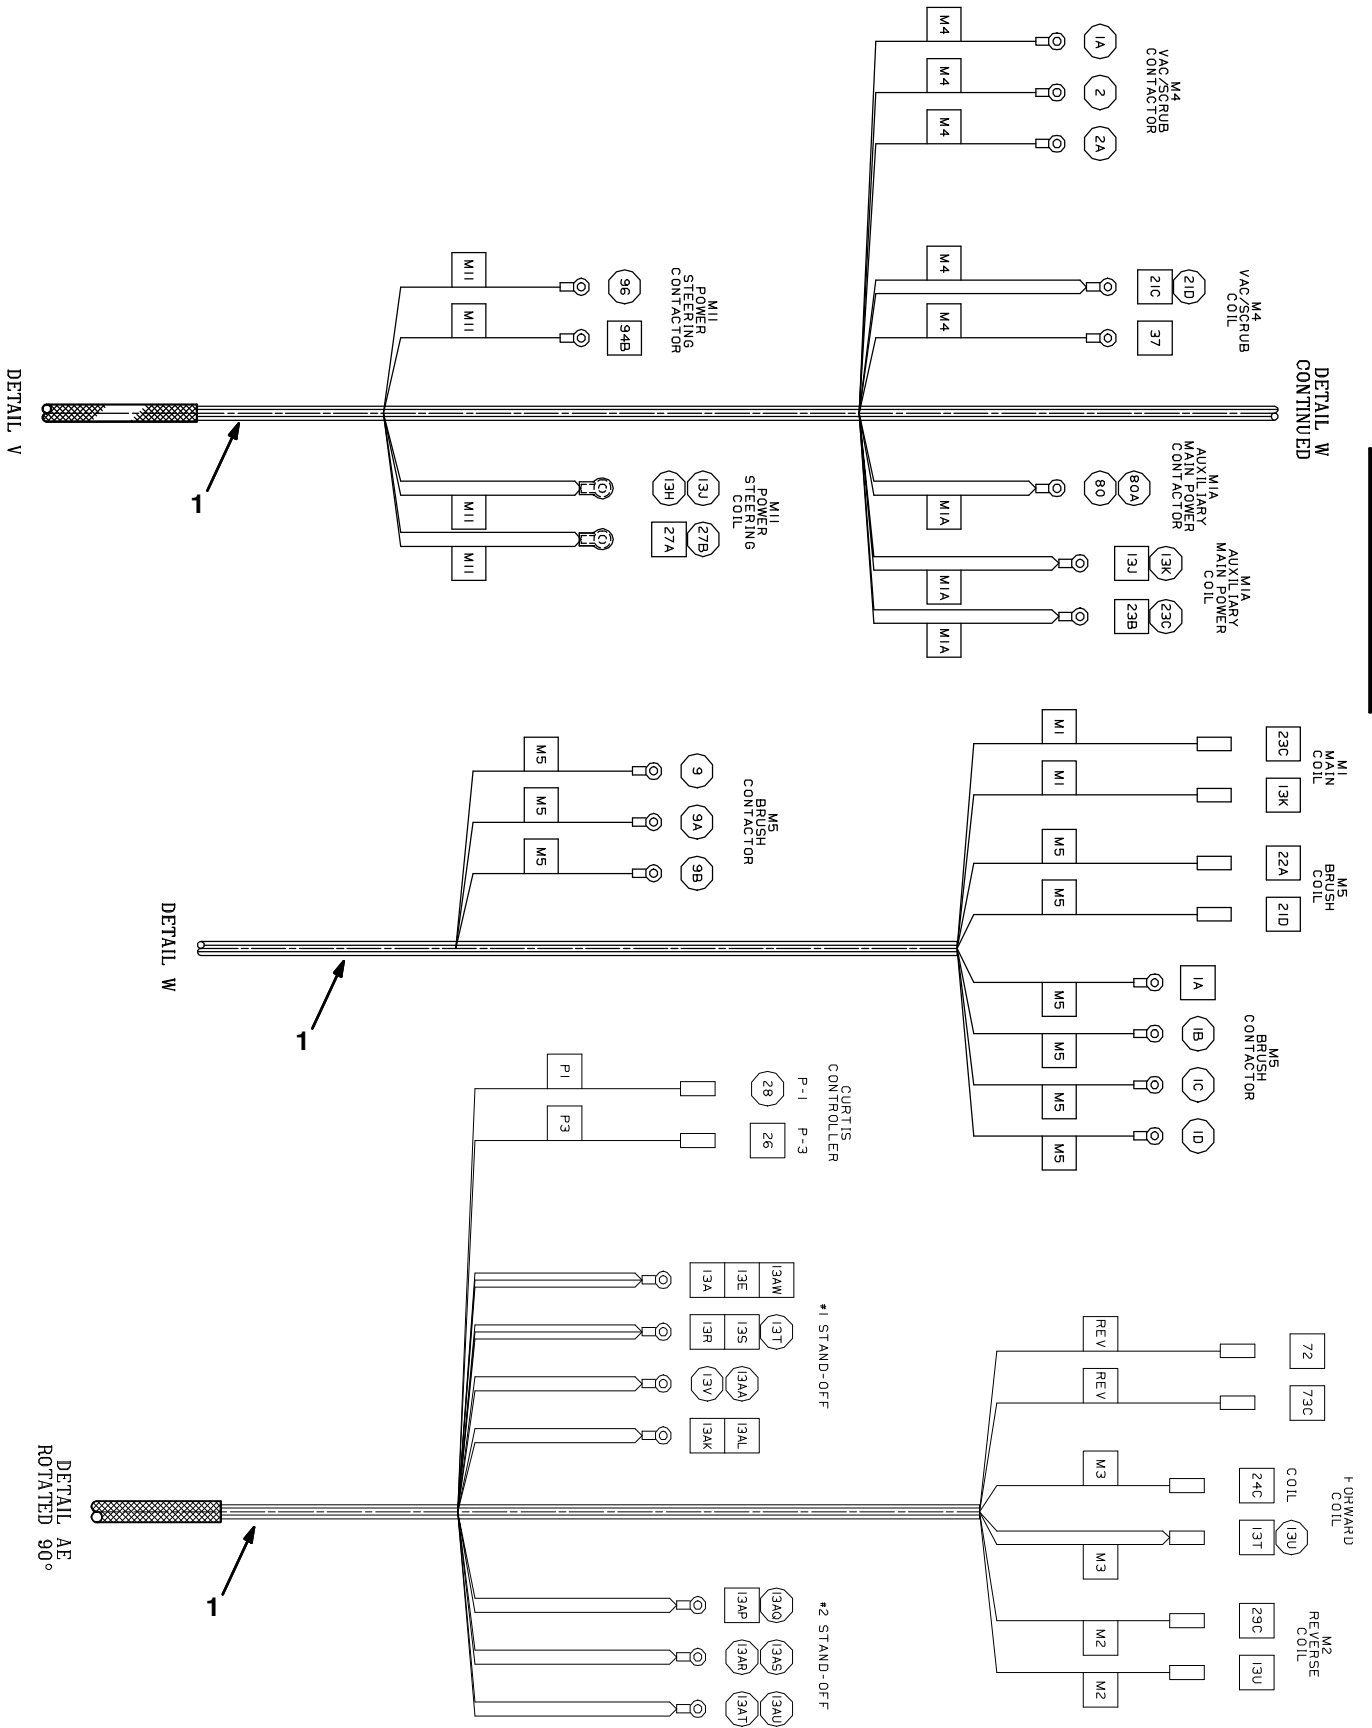 M4
VAC/SCRUB
CONTACTOR
1A
2
2A
M4
M4
M4
M4
VAC/SCRUB
COIL
21C
21D
37
M4
M4
DETAIL W
CONTINUED
M1A
AUXILIARY
MAIN POWER
CONTACTOR
80
80A
M1A
M1A
AUXILIARY
MAIN POWER
COIL
13J
13K
23B
23C
M1A
M1A
M11
POWER
STEERING
CONTACTOR
96
94B
M11
M11
M11
POWER
STEERING
COIL
13H
13J
27A
27B
M11
M11
1
DETAIL V
M1
MAIN
COIL
23C
13K
M1
M1
M5
BRUSH
COIL
22A
21D
M5
M5
M5
BRUSH
CONTACTOR
1A
1B
1C
1D
M5
M5
M5
M5
M5
BRUSH
CONTACTOR
9
9A
9B
M5
M5
M5
1
DETAIL W
CURTIS
CONTROLLER
P-1
P-3
28
26
P1
P3
#1 STAND-OFF
13A
13E
13AW
13R
13S
13T
13V
13AA
13AK
13AL
#2 STAND-OFF
13AP
13AQ
13AR
13AS
13AT
13AU
72
73C
REV
REV
FORWARD
COIL
COIL
24C
13T
13U
M3
M3
M2
REVERSE
COIL
29C
13U
M2
M2
1
DETAIL AE
ROTATED 90°